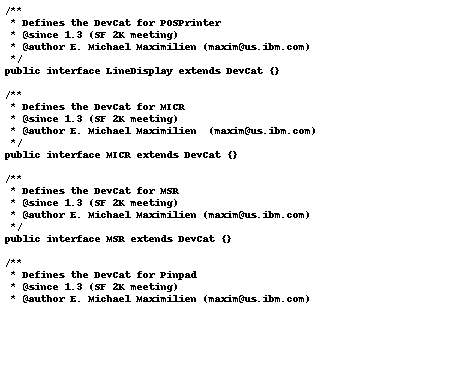 /**
 * Defines the DevCat for POSPrinter
 * @since 1.3 (SF 2K meeting)
 * @author E. Michael Maximilien (maxim@us.ibm.com)
 */
public interface LineDisplay extends DevCat {}

/**
 * Defines the DevCat for MICR
 * @since 1.3 (SF 2K meeting)
 * @author E. Michael Maximilien  (maxim@us.ibm.com)
 */
public interface MICR extends DevCat {}

/**
 * Defines the DevCat for MSR
 * @since 1.3 (SF 2K meeting)
 * @author E. Michael Maximilien (maxim@us.ibm.com)
 */
public interface MSR extends DevCat {}

/**
 * Defines the DevCat for Pinpad
 * @since 1.3 (SF 2K meeting)
 * @author E. Michael Maximilien (maxim@us.ibm.com)